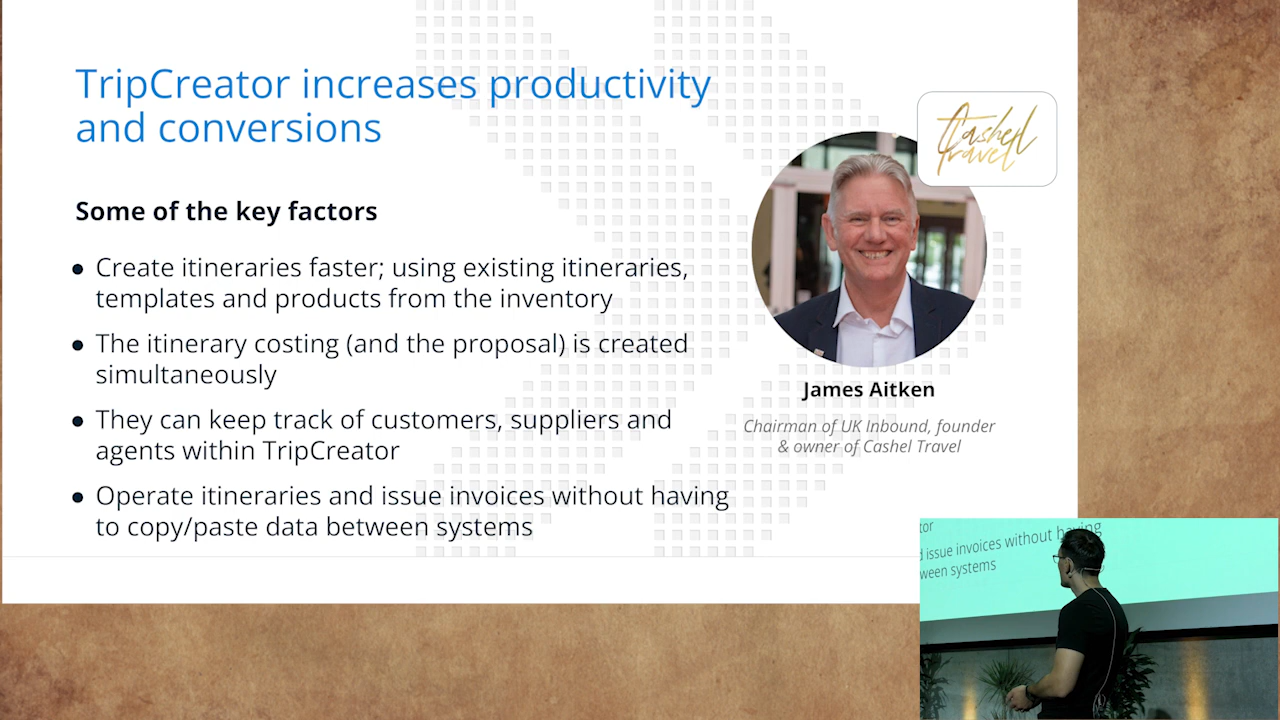 TripCreator increases productivity
and conversions
Cashel
Travel
Some of the key factors
● Create itineraries faster; using existing itineraries,
templates and products from the inventory
● The itinerary costing (and the proposal) is created
simultaneously
● They can keep track of customers, suppliers and
agents within TripCreator
● Operate itineraries and issue invoices without having
to copy/paste data between systems
James Aitken
Chairman of UK Inbound, founder
& owner of Cashel Travel
tor
d issue invoices without having
ween systems